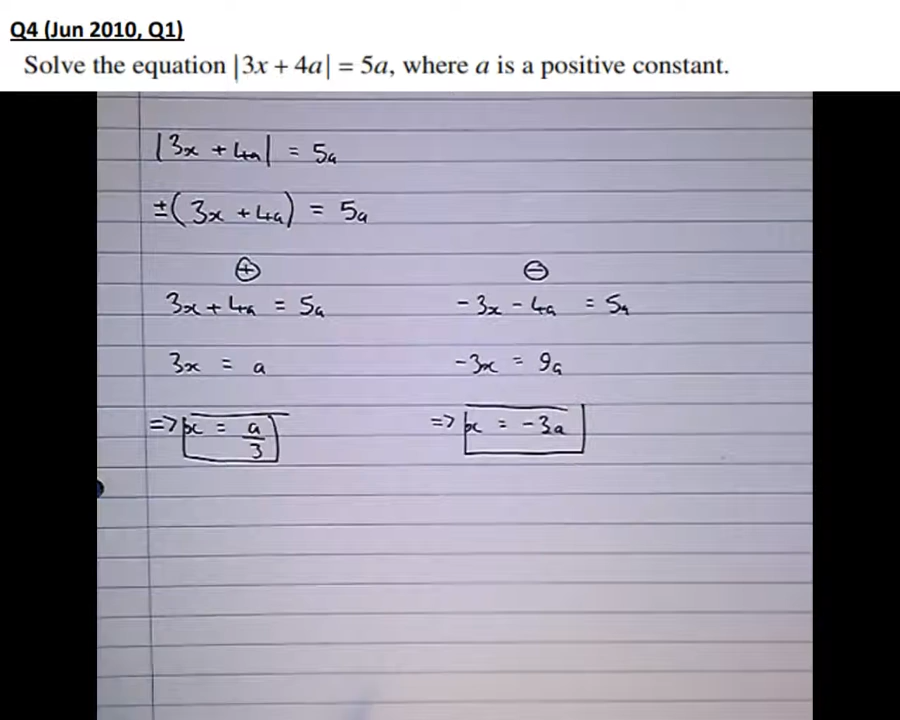 Q4 (Jun 2010, Q1)
Solve the equation |3x + 4a| = 5a, where a is a positive constant.
|3x + 4a| = 5a
±(3x + 4a) = 5a
⊕ ⊖
3x + 4a = 5a -3x - 4a = 5a
3x = a -3x = 9a
=> x = a/3 => x = -3a